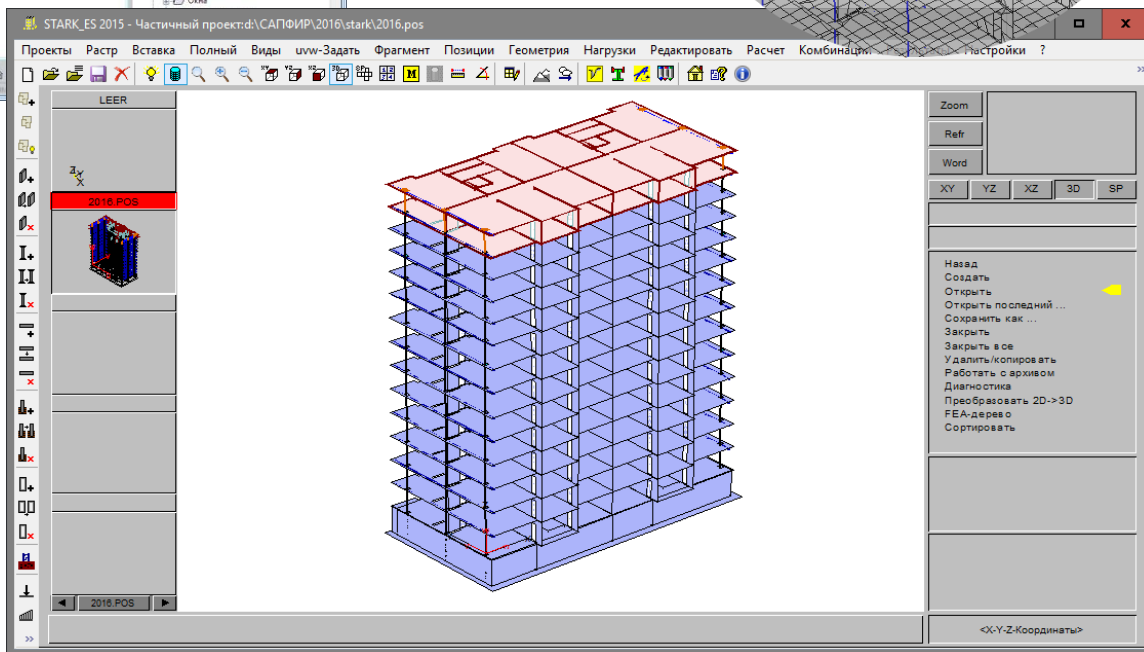 Окна
STARK_ES 2015 - Частичный проект:d:\САПФИР\2016\stark\2016.pos
Проекты Растр Вставка Полный Виды uvw-Задать Фрагмент Позиции Геометрия Нагрузки Редактировать Расчет Комбинац Настройки ?
LEER
Z Y X
2016.POS
2016.POS
Zoom
Refr
Word
XY YZ XZ 3D SP
Назад
Создать
Открыть
Открыть последний ...
Сохранить как ...
Закрыть
Закрыть все
Удалить/копировать
Работать с архивом
Диагностика
Преобразовать 2D->3D
FEA-дерево
Сортировать
<X-Y-Z-Координаты>